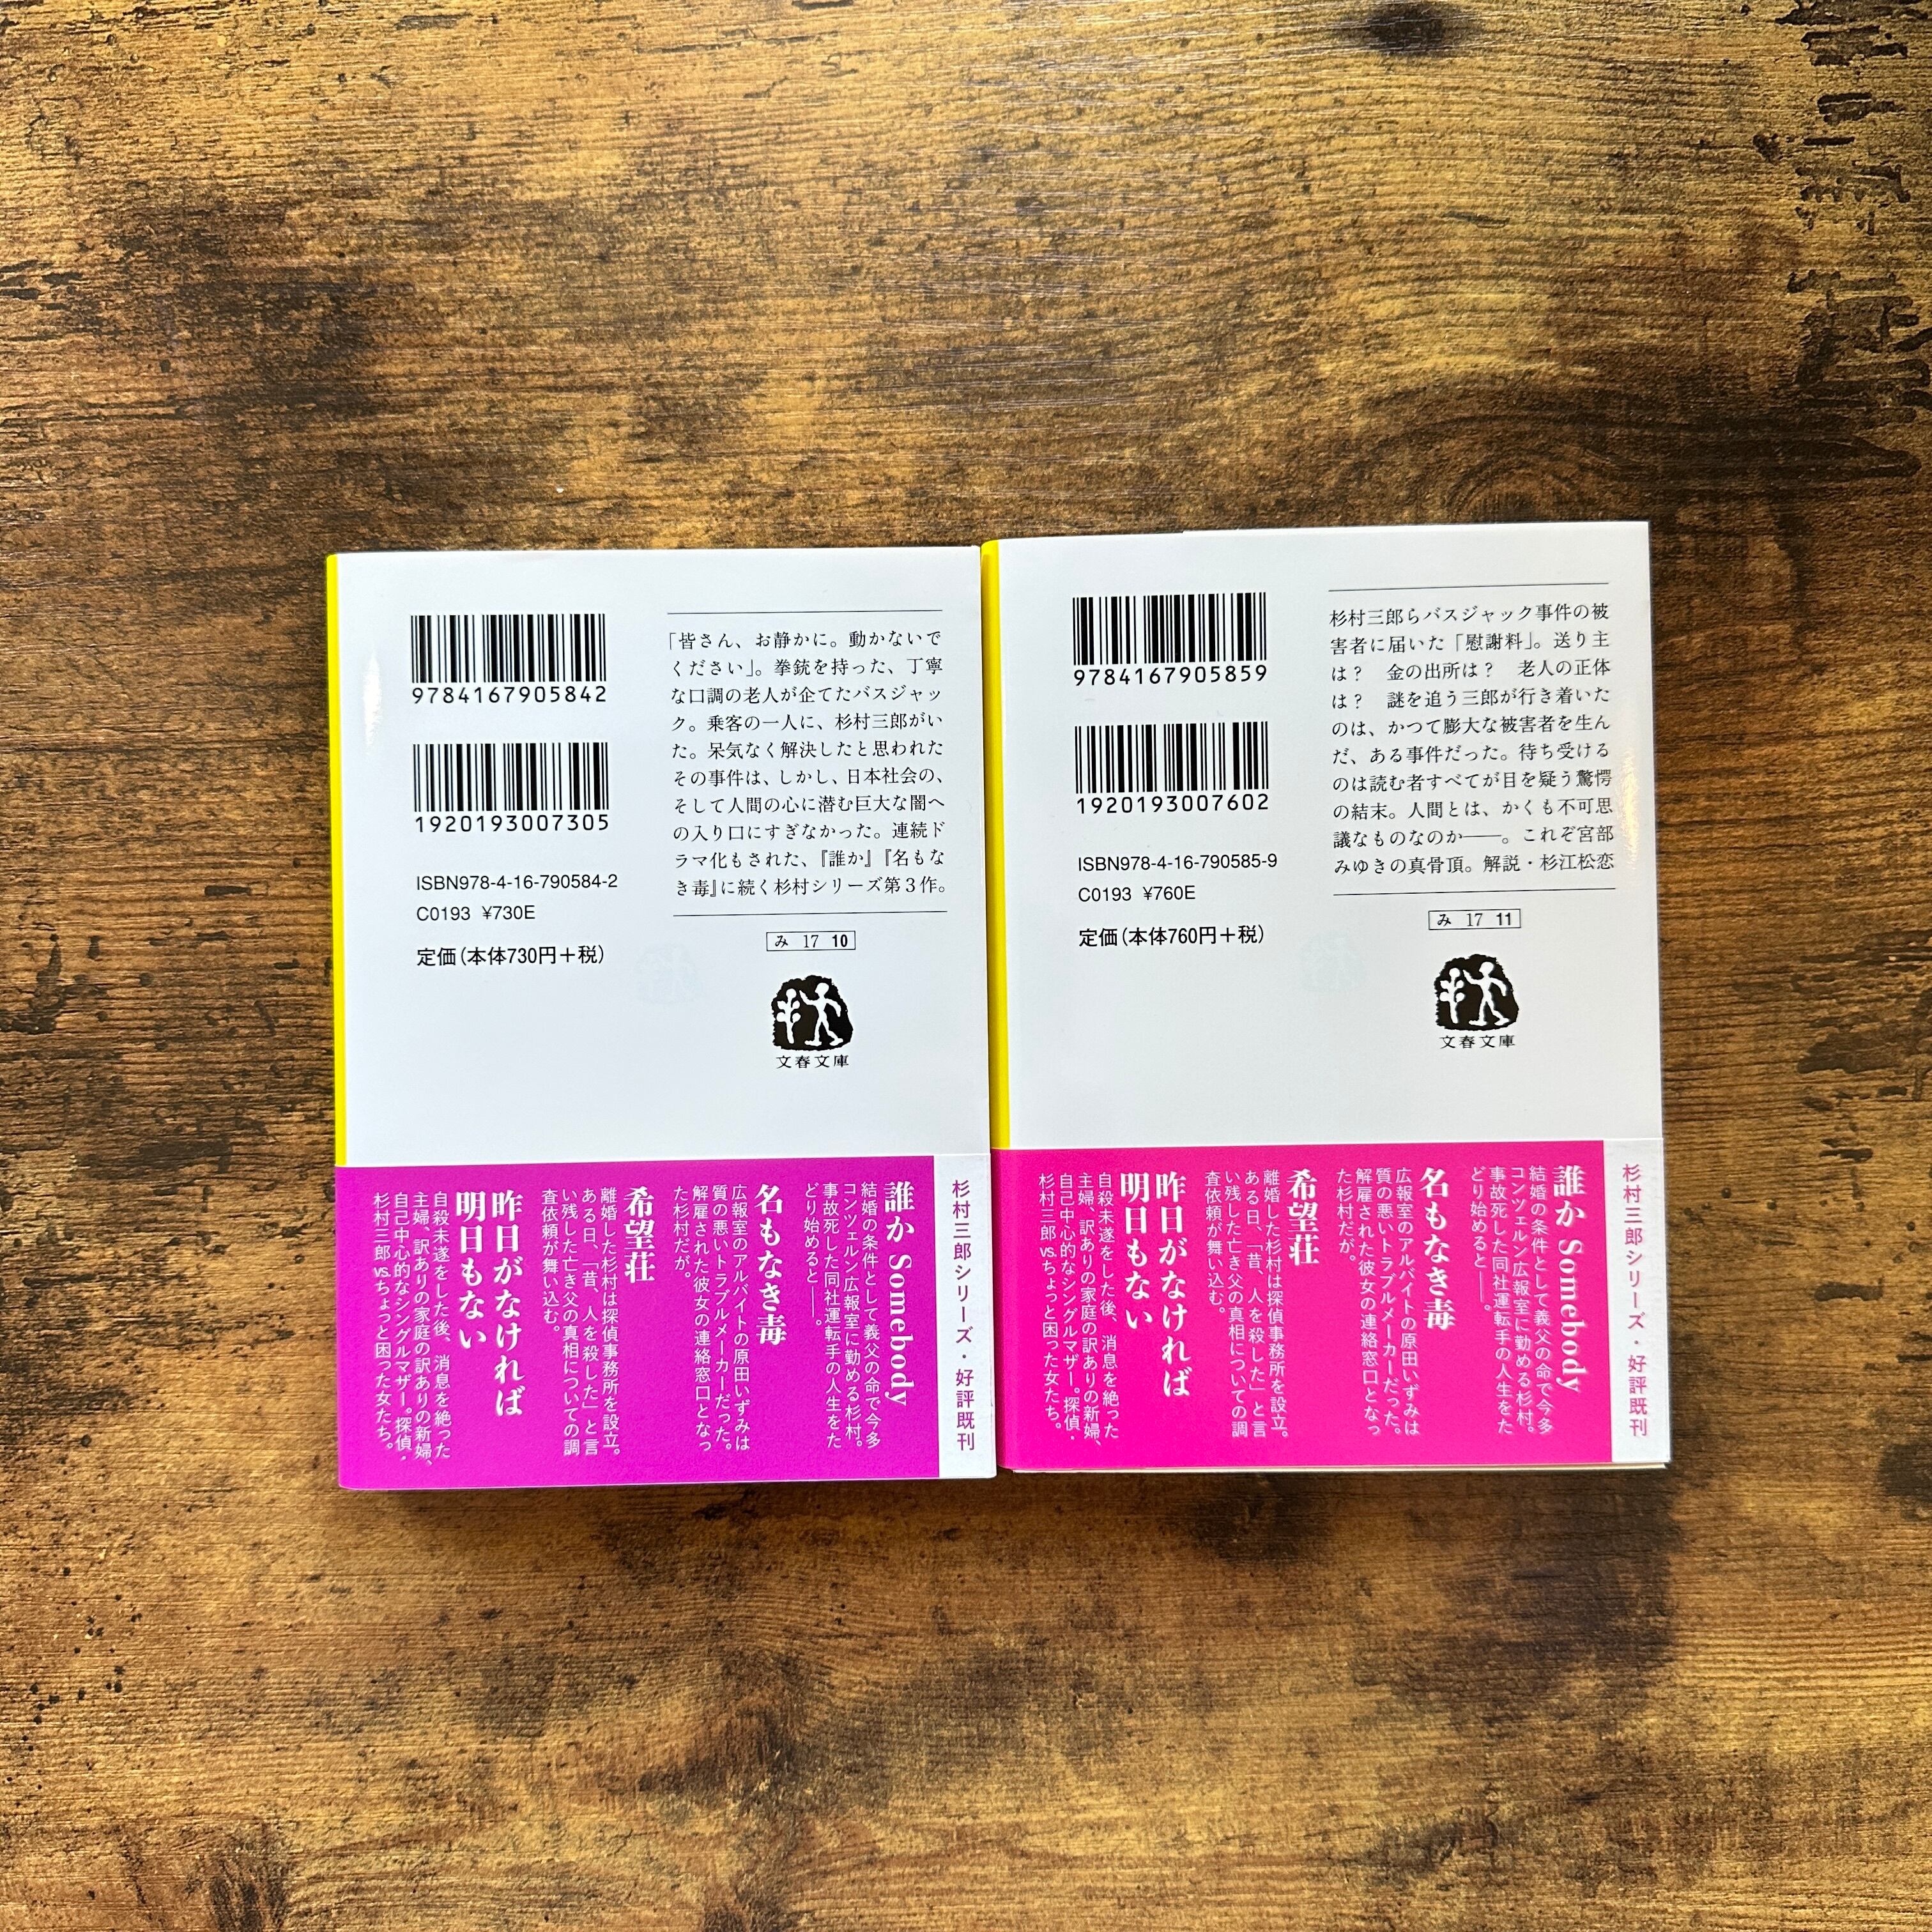 9784167905842
1920193007305
ISBN978-4-16-790584-2
C0193 ¥730E
定価(本体730円+税)
「皆さん、お静かに。動かないで
ください」。拳銃を持った、丁寧
な口調の老人が企てたバスジャッ
ク。乗客の一人に、杉村三郎がい
た。呆気なく解決したと思われた
その事件は、しかし、日本社会の、
そして人間の心に潜む巨大な闇へ
の入り口にすぎなかった。連続ド
ラマ化もされた、『誰か』『名もな
き毒』に続く杉村シリーズ第3作。
み 17 10
文春文庫
杉村三郎シリーズ・好評既刊
誰か Somebody
結婚の条件として義父の命で今多
コンツェルン広報室に勤める杉村。
事故死した同社運転手の人生をた
どり始めると――。
名もなき毒
広報室のアルバイトの原田いずみは
質の悪いトラブルメーカーだった。
解雇された彼女の連絡窓口となっ
た杉村だが。
希望荘
離婚した杉村は探偵事務所を設立。
ある日、「昔、人を殺した」と言
い残した亡き父の真相についての調
査依頼が舞い込む。
昨日がなければ
明日もない
自殺未遂をした後、消息を絶った
主婦、訳ありの家庭の訳ありの新婦、
自己中心的なシングルマザー。探偵・
杉村三郎vs.ちょっと困った女たち。
9784167905859
1920193007602
ISBN978-4-16-790585-9
C0193 ¥760E
定価(本体760円+税)
杉村三郎らバスジャック事件の被
害者に届いた「慰謝料」。送り主
は? 金の出所は? 老人の正体
は? 謎を追う三郎が行き着いた
のは、かつて膨大な被害者を生ん
だ、ある事件だった。待ち受ける
のは読む者すべてが目を疑う驚愕
の結末。人間とは、かくも不可思
議なものなのか――。これぞ宮部
みゆきの真骨頂。解説・杉江松恋
み 17 11
文春文庫
杉村三郎シリーズ・好評既刊
誰か Somebody
結婚の条件として義父の命で今多
コンツェルン広報室に勤める杉村。
事故死した同社運転手の人生をた
どり始めると――。
名もなき毒
広報室のアルバイトの原田いずみは
質の悪いトラブルメーカーだった。
解雇された彼女の連絡窓口となっ
た杉村だが。
希望荘
離婚した杉村は探偵事務所を設立。
ある日、「昔、人を殺した」と言
い残した亡き父の真相についての調
査依頼が舞い込む。
昨日がなければ
明日もない
自殺未遂をした後、消息を絶った
主婦、訳ありの家庭の訳ありの新婦、
自己中心的なシングルマザー。探偵・
杉村三郎vs.ちょっと困った女たち。